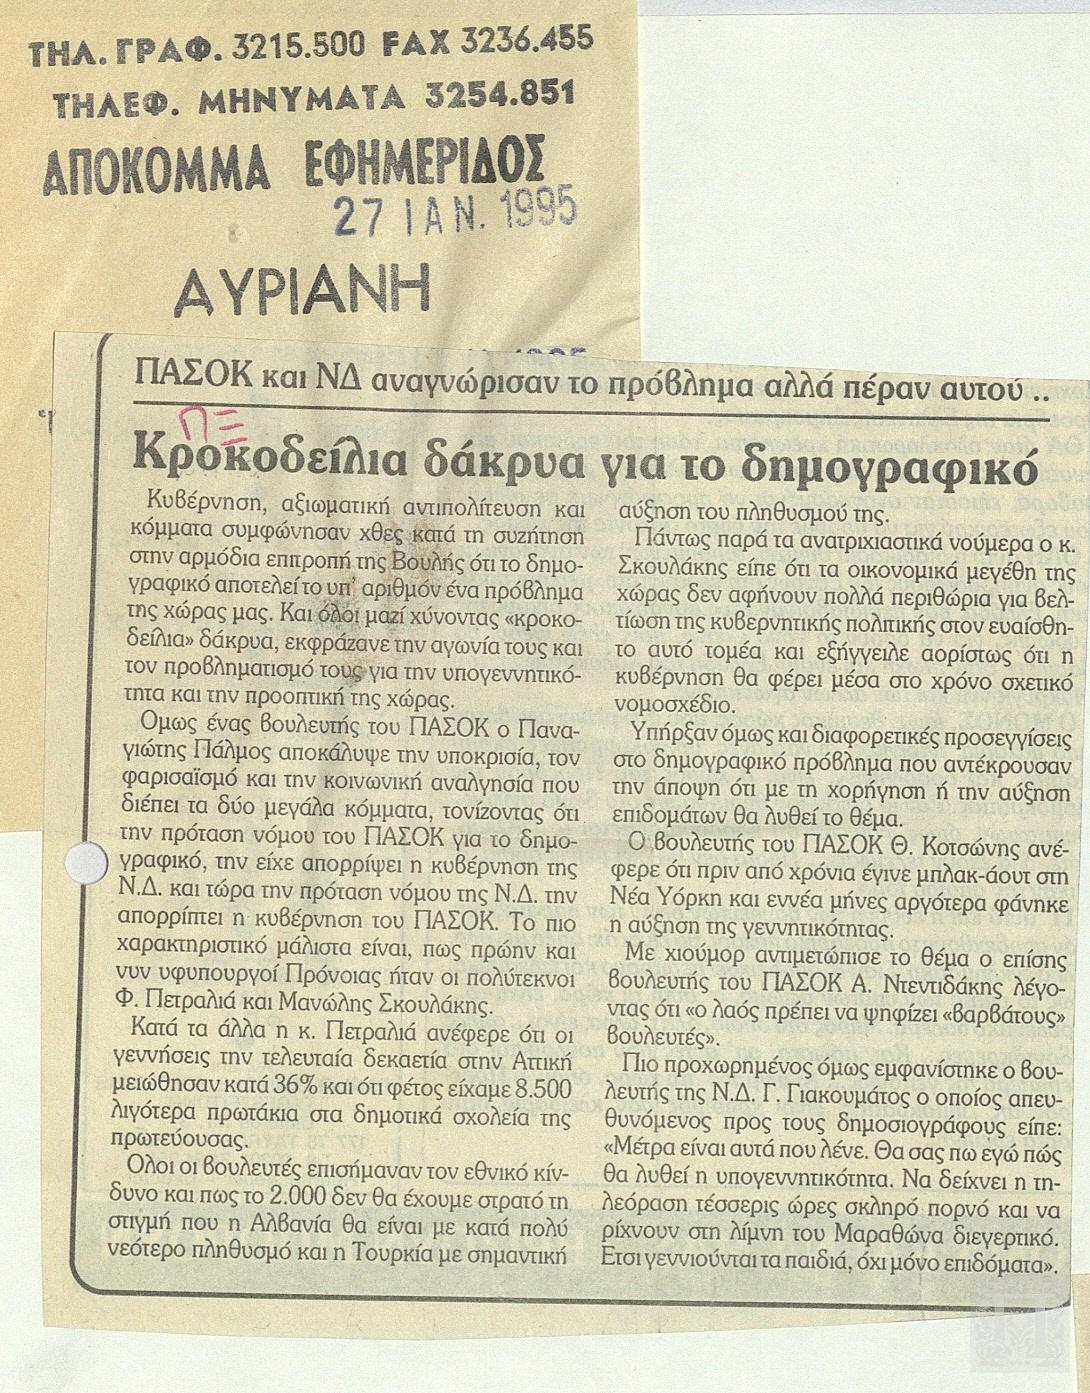 ΤΗΛ. ΓΡΑΦ. 3215.500 FAX 3236.455
ΤΗΛΕΦ. ΜΗΝΥΜΑΤΑ 3254.851
ΑΠΟΚΟΜΜΑ ΕΦΗΜΕΡΙΔΟΣ
27 ΙΑΝ. 1995
ΑΥΡΙΑΝΗ
ΠΑΣΟΚ και ΝΔ αναγνώρισαν το πρόβλημα αλλά πέραν αυτού ..
ΠΞ
Κροκοδείλια δάκρυα για το δημογραφικό
Κυβέρνηση, αξιωματική αντιπολίτευση και
κόμματα συμφώνησαν χθες κατά τη συζήτηση
στην αρμόδια επιτροπή της Βουλής ότι το δημο-
γραφικό αποτελεί το υπ' αριθμόν ένα πρόβλημα
της χώρας μας. Και όλοι μαζί χύνοντας «κροκο-
δείλια» δάκρυα, εκφράζανε την αγωνία τους και
τον προβληματισμό τους για την υπογεννητικό-
τητα και την προοπτική της χώρας.
Ομως ένας βουλευτής του ΠΑΣΟΚ ο Πανα-
γιώτης Πάλμος αποκάλυψε την υποκρισία, τον
φαρισαϊσμό και την κοινωνική αναλγησία που
διέπει τα δύο μεγάλα κόμματα, τονίζοντας ότι
την πρόταση νόμου του ΠΑΣΟΚ για το δημο-
γραφικό, την είχε απορρίψει η κυβέρνηση της
Ν.Δ. και τώρα την πρόταση νόμου της Ν.Δ. την
απορρίπτει η κυβέρνηση του ΠΑΣΟΚ. Το πιο
χαρακτηριστικό μάλιστα είναι, πως πρώην και
νυν υφυπουργοί Πρόνοιας ήταν οι πολύτεκνοι
Φ. Πετραλιά και Μανώλης Σκουλάκης.
Κατά τα άλλα η κ. Πετραλιά ανέφερε ότι οι
γεννήσεις την τελευταία δεκαετία στην Αττική
μειώθησαν κατά 36% και ότι φέτος είχαμε 8.500
λιγότερα πρωτάκια στα δημοτικά σχολεία της
πρωτεύουσας.
Ολοι οι βουλευτές επισήμαναν τον εθνικό κίν-
δυνο και πως το 2.000 δεν θα έχουμε στρατό τη
στιγμή που η Αλβανία θα είναι με κατά πολύ
νεότερο πληθυσμό και η Τουρκία με σημαντική
αύξηση του πληθυσμού της.
Πάντως παρά τα ανατριχιαστικά νούμερα ο κ.
Σκουλάκης είπε ότι τα οικονομικά μεγέθη της
χώρας δεν αφήνουν πολλά περιθώρια για βελ-
τίωση της κυβερνητικής πολιτικής στον ευαίσθη-
το αυτό τομέα και εξήγγειλε αορίστως ότι η
κυβέρνηση θα φέρει μέσα στο χρόνο σχετικό
νομοσχέδιο.
Υπήρξαν όμως και διαφορετικές προσεγγίσεις
στο δημογραφικό πρόβλημα που αντέκρουσαν
την άποψη ότι με τη χορήγηση ή την αύξηση
επιδομάτων θα λυθεί το θέμα.
Ο βουλευτής του ΠΑΣΟΚ Θ. Κοτσώνης ανέ-
φερε ότι πριν από χρόνια έγινε μπλακ-άουτ στη
Νέα Υόρκη και εννέα μήνες αργότερα φάνηκε
η αύξηση της γεννητικότητας.
Με χιούμορ αντιμετώπισε το θέμα ο επίσης
βουλευτής του ΠΑΣΟΚ Α. Ντεντιδάκης λέγο-
ντας ότι «ο λαός πρέπει να ψηφίζει «βαρβάτους»
βουλευτές».
Πιο προχωρημένος όμως εμφανίστηκε ο βου-
λευτής της Ν.Δ. Γ. Γιακουμάτος ο οποίος απευ-
θυνόμενος προς τους δημοσιογράφους είπε:
«Μέτρα είναι αυτά που λένε. Θα σας πω εγώ πώς
θα λυθεί η υπογεννητικότητα. Να δείχνει η τη-
λεόραση τέσσερις ώρες σκληρό πορνό και να
ρίχνουν στη λίμνη του Μαραθώνα διεγερτικό.
Ετσι γεννιούνται τα παιδιά, όχι μόνο επιδόματα».